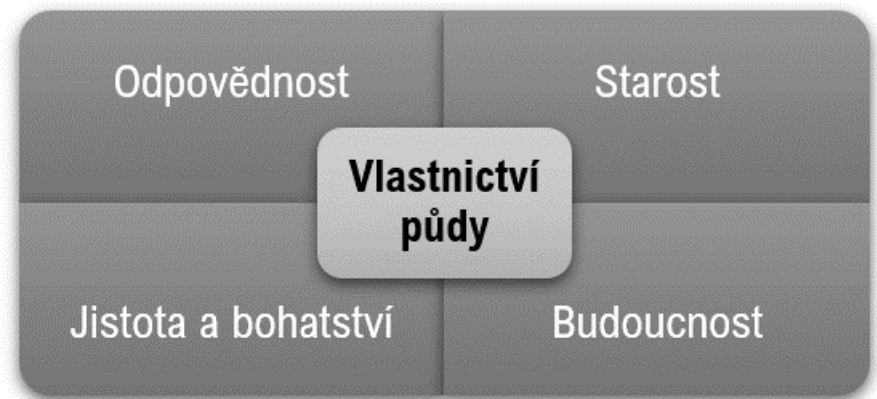 Odpovědnost
Starost
Vlastnictví
půdy
Jistota a bohatství
Budoucnost